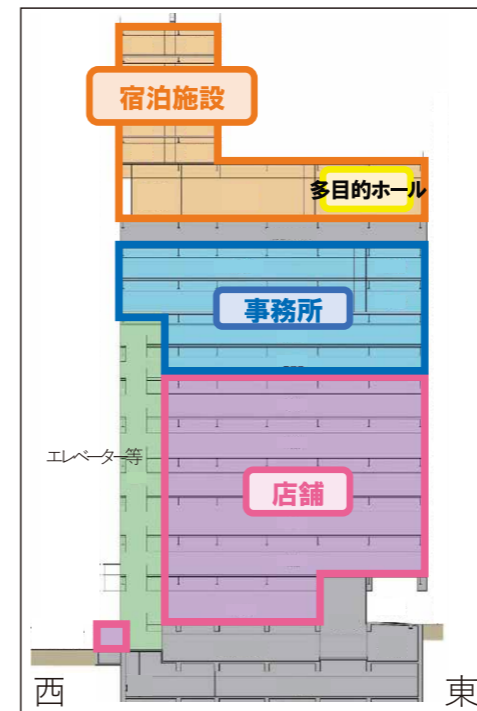 宿泊施設
多目的ホール
事務所
エレベーター等
店舗
西
東